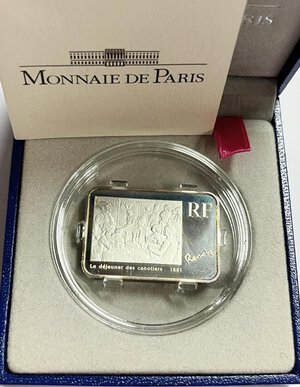 MONNAIE DE PARIS
RF
Renoir
Le déjeuner des canotiers 1881